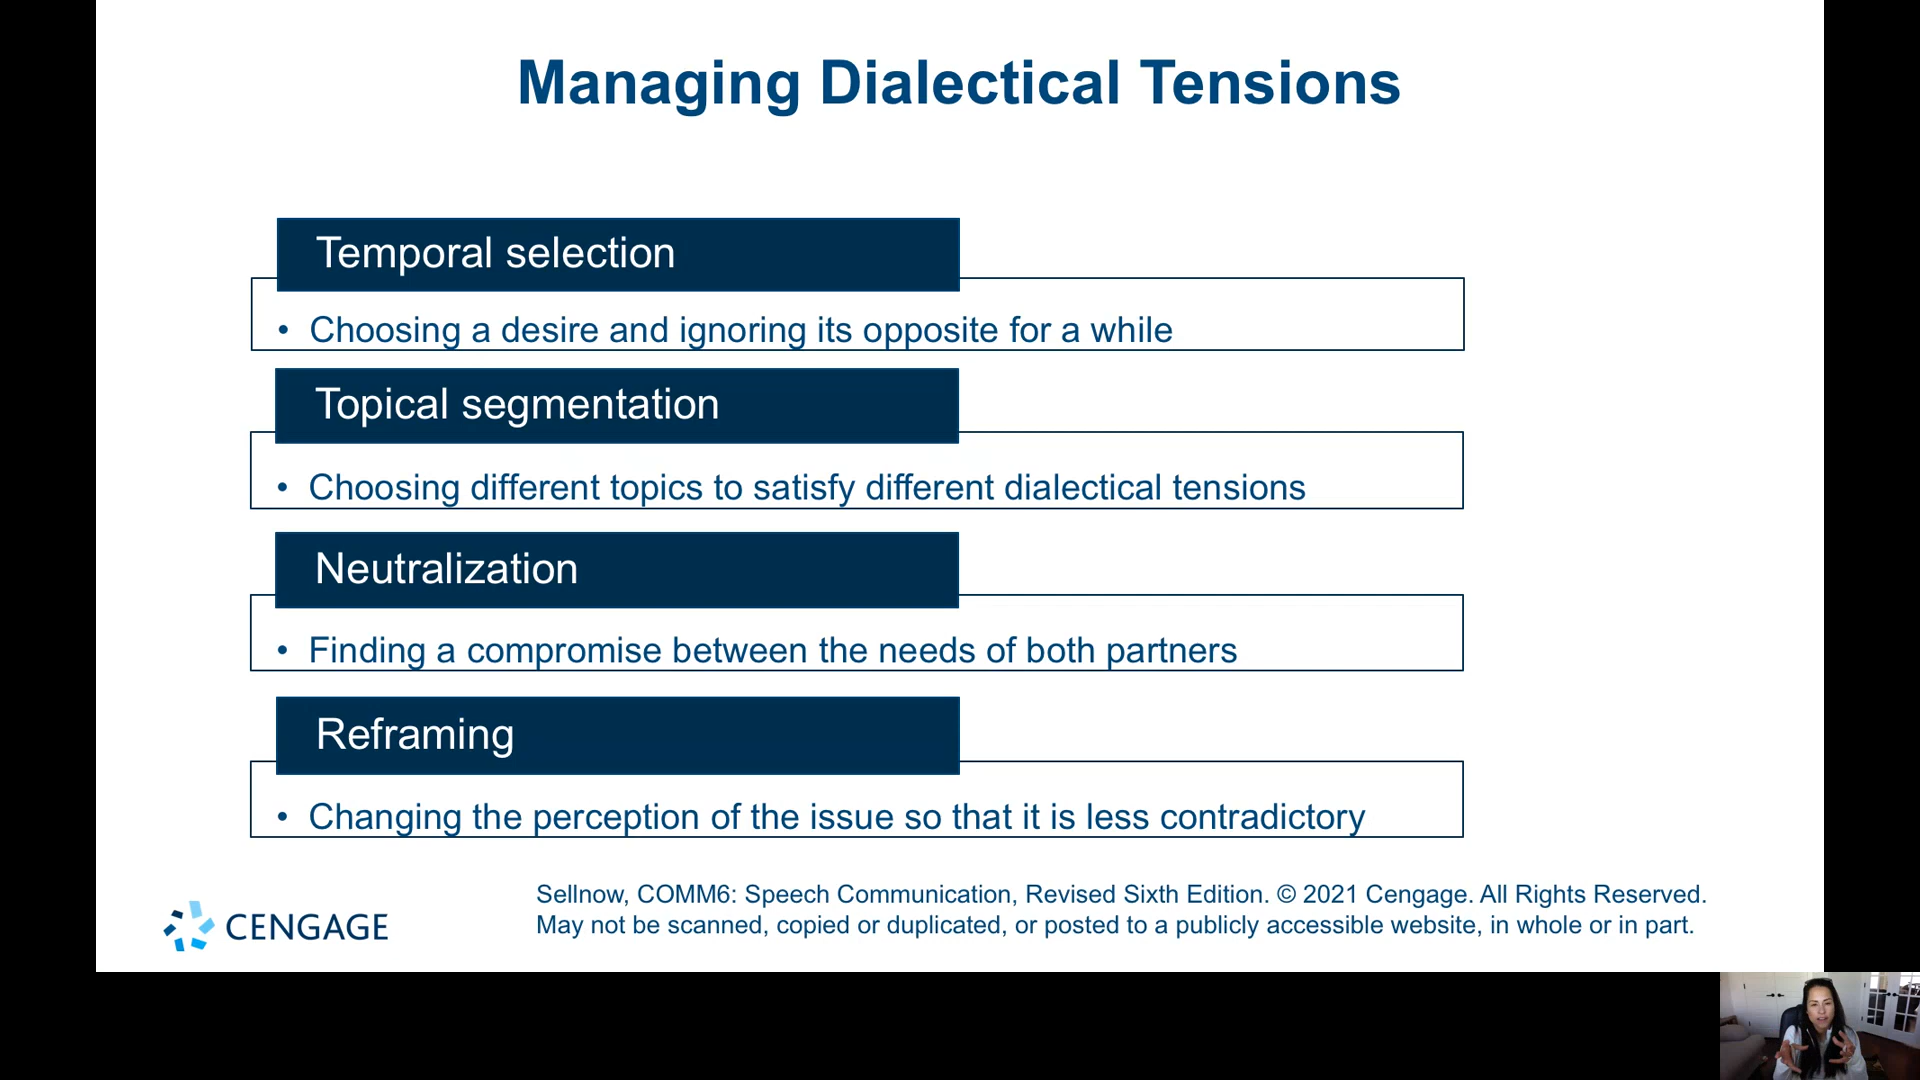 Managing Dialectical Tensions
Temporal selection
• Choosing a desire and ignoring its opposite for a while
Topical segmentation
• Choosing different topics to satisfy different dialectical tensions
Neutralization
• Finding a compromise between the needs of both partners
Reframing
• Changing the perception of the issue so that it is less contradictory
CENGAGE
Sellnow, COMM6: Speech Communication, Revised Sixth Edition. © 2021 Cengage. All Rights Reserved.
May not be scanned, copied or duplicated, or posted to a publicly accessible website, in whole or in part.